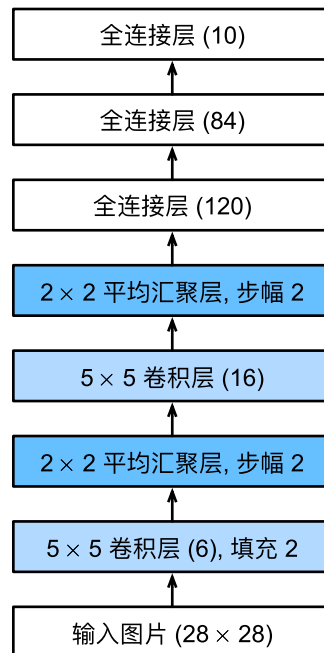 全连接层 (10)
全连接层 (84)
全连接层 (120)
2 × 2 平均汇聚层, 步幅 2
5 × 5 卷积层 (16)
2 × 2 平均汇聚层, 步幅 2
5 × 5 卷积层 (6), 填充 2
输入图片 (28 × 28)